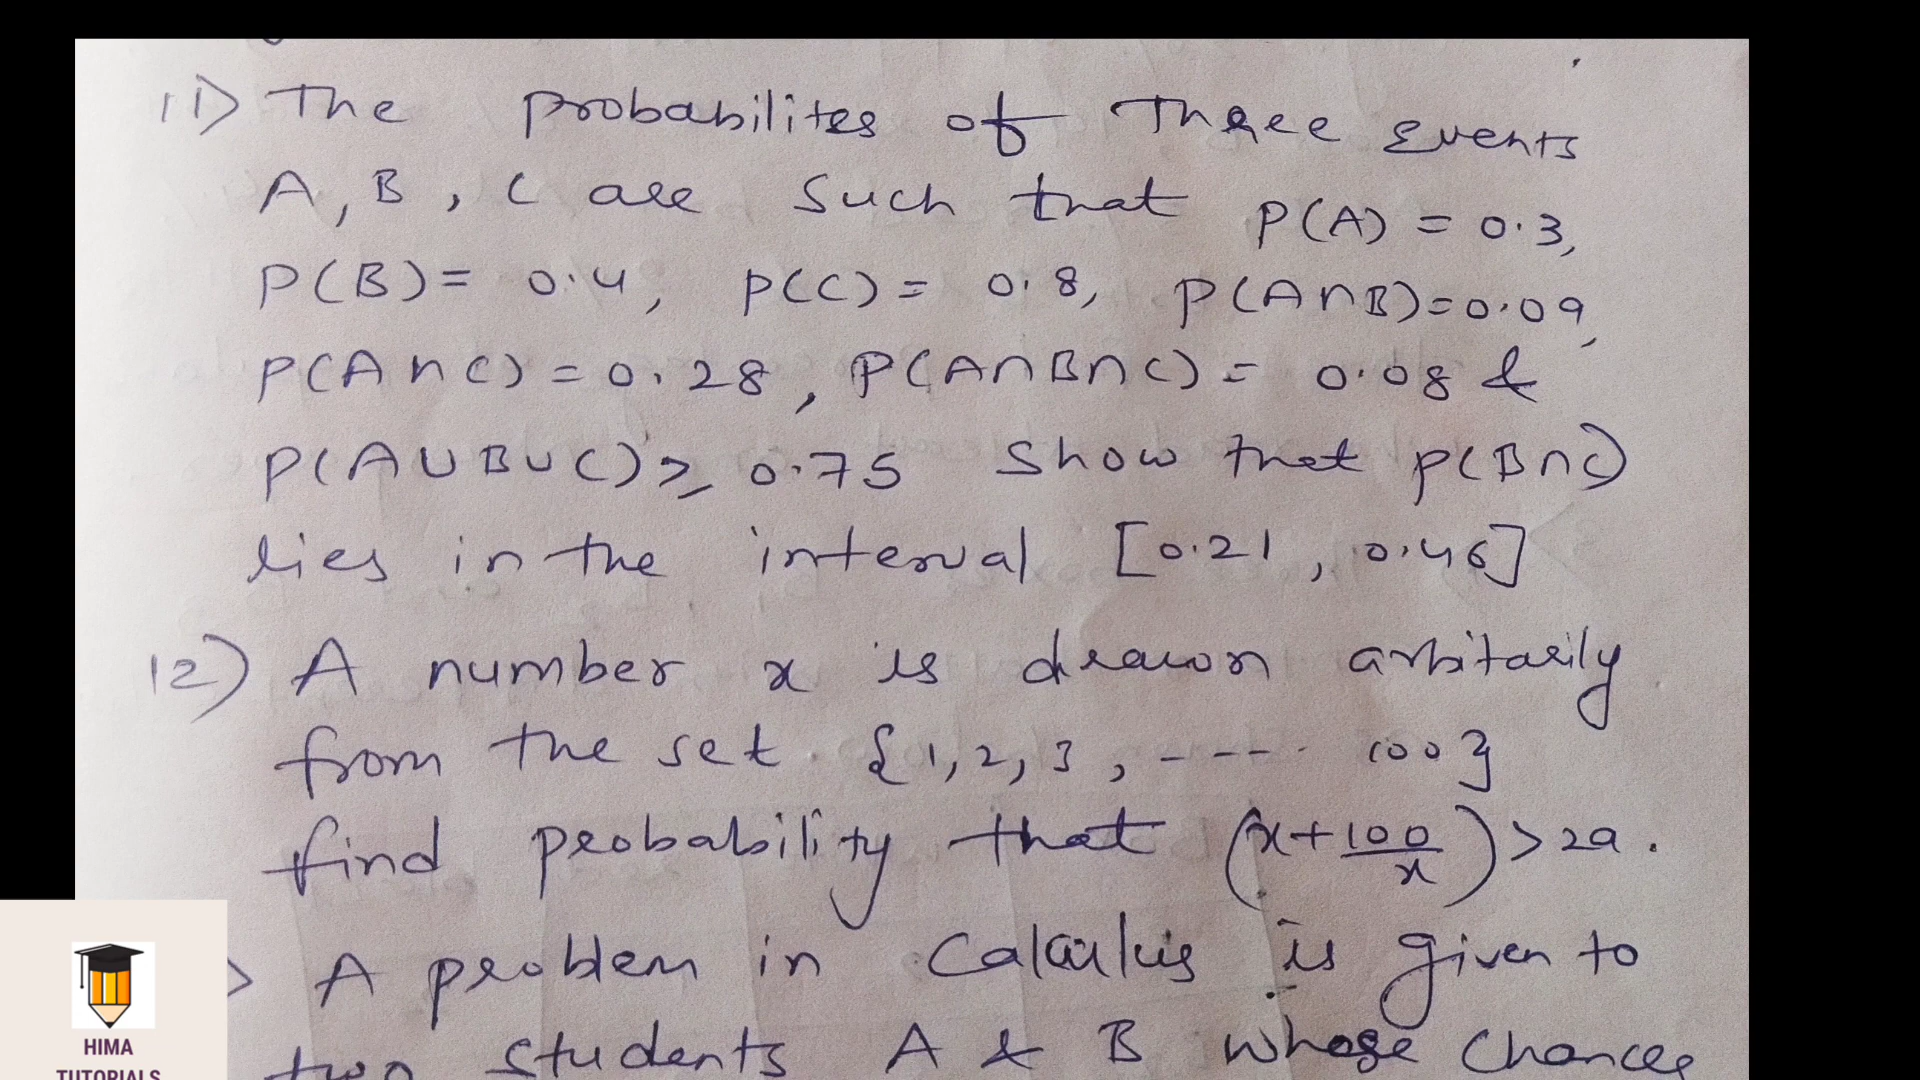 11) The probabilites of Three Events
A, B, C are such that P(A) = 0.3,
P(B) = 0.4, P(C) = 0.8, P(A∩B) = 0.09,
P(A∩C) = 0.28, P(A∩B∩C) = 0.08 &
P(A∪B∪C) ≥ 0.75 show that P(B∩C)
lies in the interval [0.21, 0.46]
12) A number x is drawn arbitarily
from the set {1, 2, 3, ---- 100}
find probability that (x + 100/x) > 29.
> A problem in Calculus is given to
two students A & B whose chances
HIMA
TUTORIALS